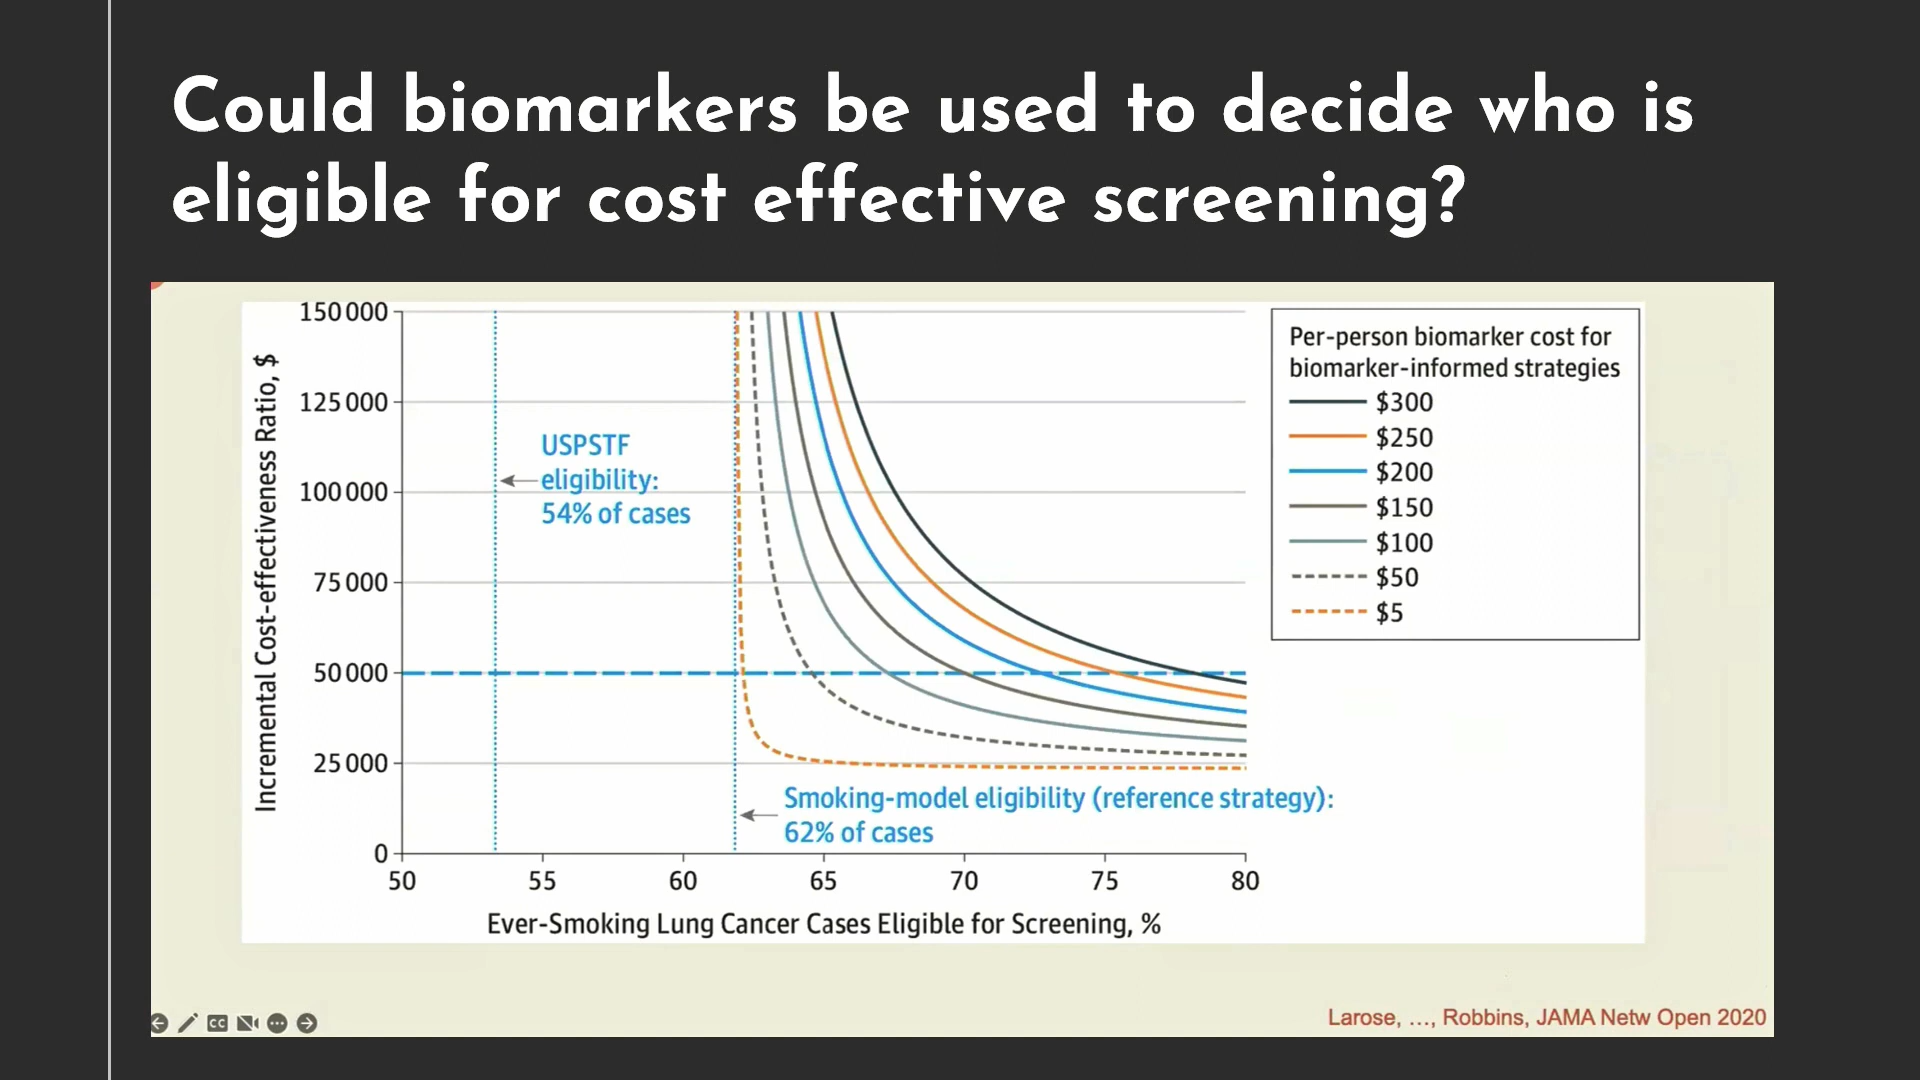 Could biomarkers be used to decide who is
eligible for cost effective screening?
150 000
125 000
100 000
75 000
50 000
25 000
0
Incremental Cost-effectiveness Ratio, $
USPSTF
eligibility:
54% of cases
Smoking-model eligibility (reference strategy):
62% of cases
50 55 60 65 70 75 80
Ever-Smoking Lung Cancer Cases Eligible for Screening, %
Per-person biomarker cost for
biomarker-informed strategies
$300
$250
$200
$150
$100
$50
$5
CC
Larose, ..., Robbins, JAMA Netw Open 2020